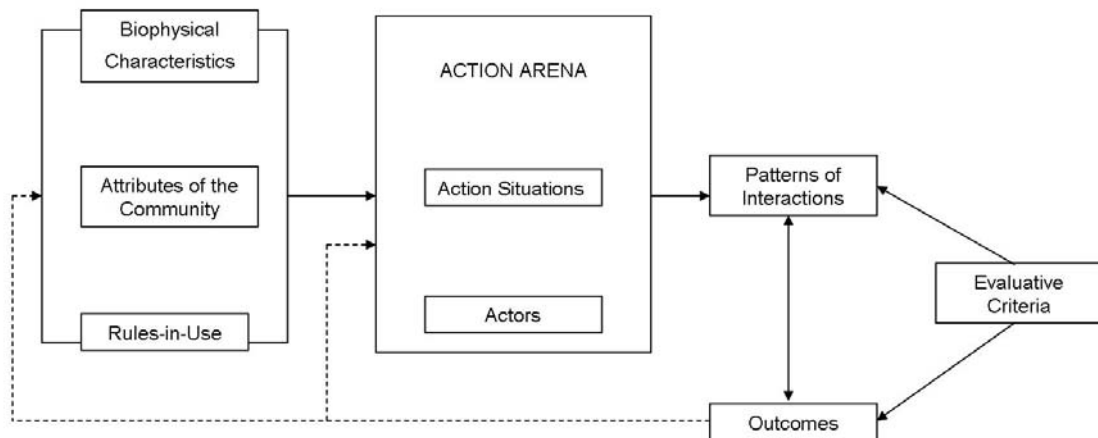 Biophysical
Characteristics
Attributes of the
Community
Rules-in-Use
ACTION ARENA
Action Situations
Actors
Patterns of
Interactions
Outcomes
Evaluative
Criteria